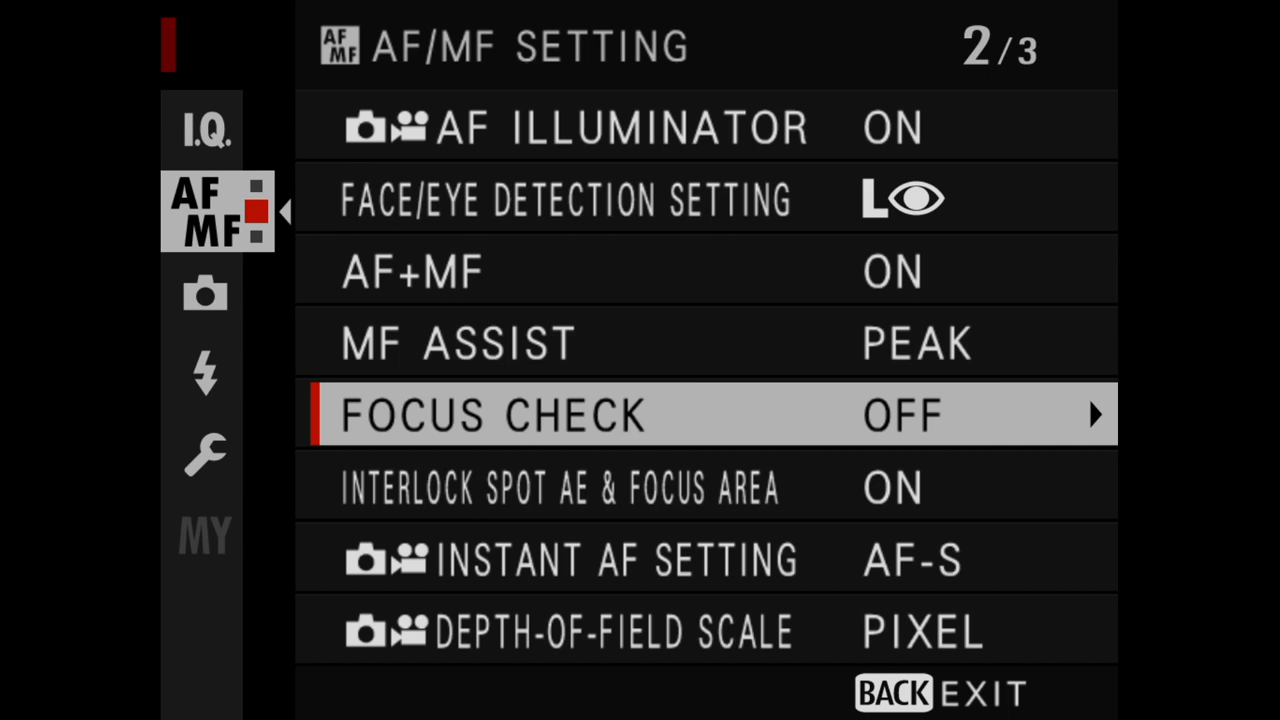 AF MF AF/MF SETTING 2/3
I.Q.
AF MF
MY
AF ILLUMINATOR ON
FACE/EYE DETECTION SETTING L
AF+MF ON
MF ASSIST PEAK
FOCUS CHECK OFF
INTERLOCK SPOT AE & FOCUS AREA ON
INSTANT AF SETTING AF-S
DEPTH-OF-FIELD SCALE PIXEL
BACK EXIT